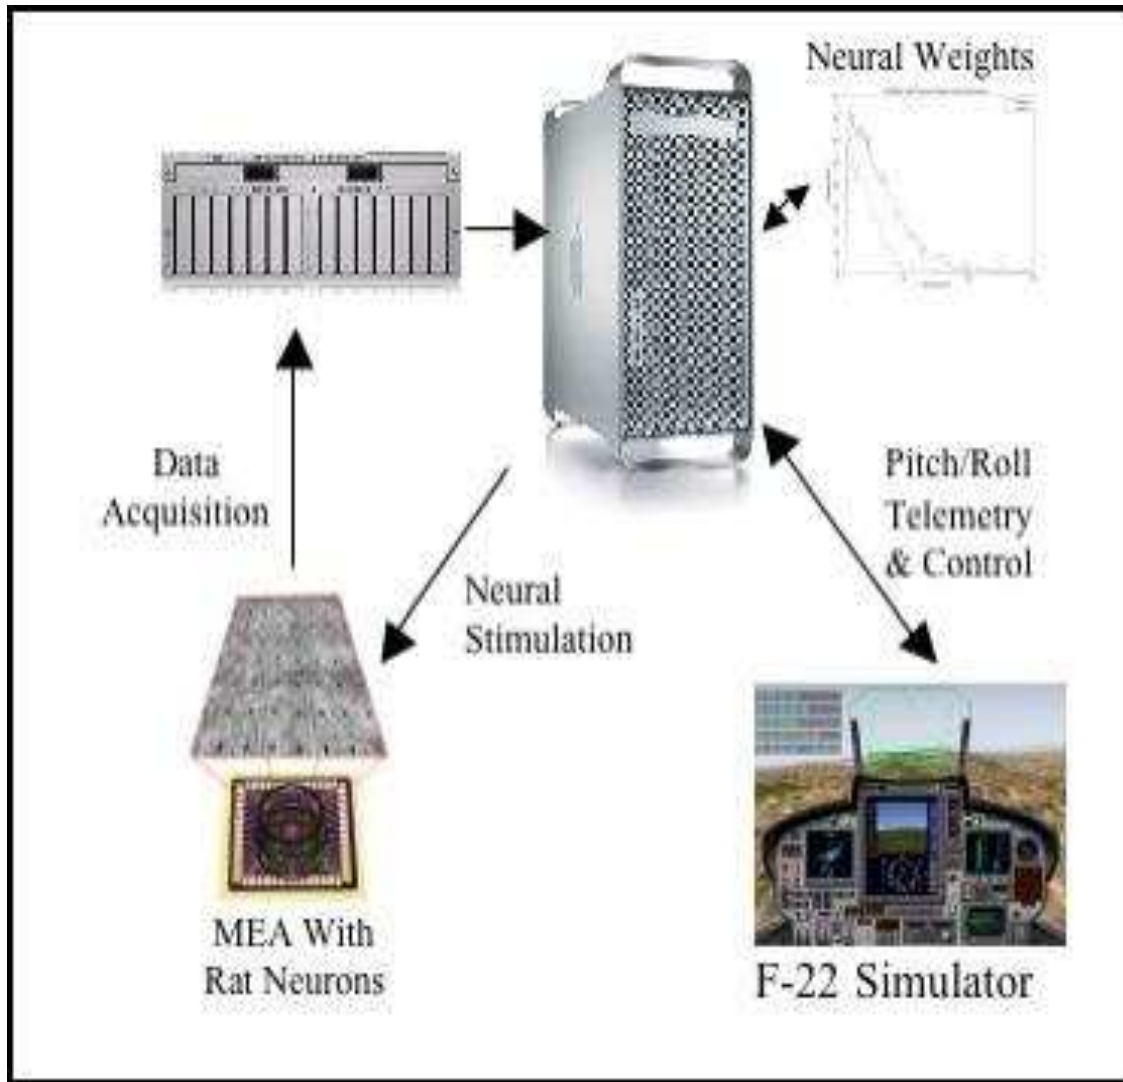 Neural Weights
Data
Acquisition
Neural
Stimulation
Pitch/Roll
Telemetry
& Control
MEA With
Rat Neurons
F-22 Simulator